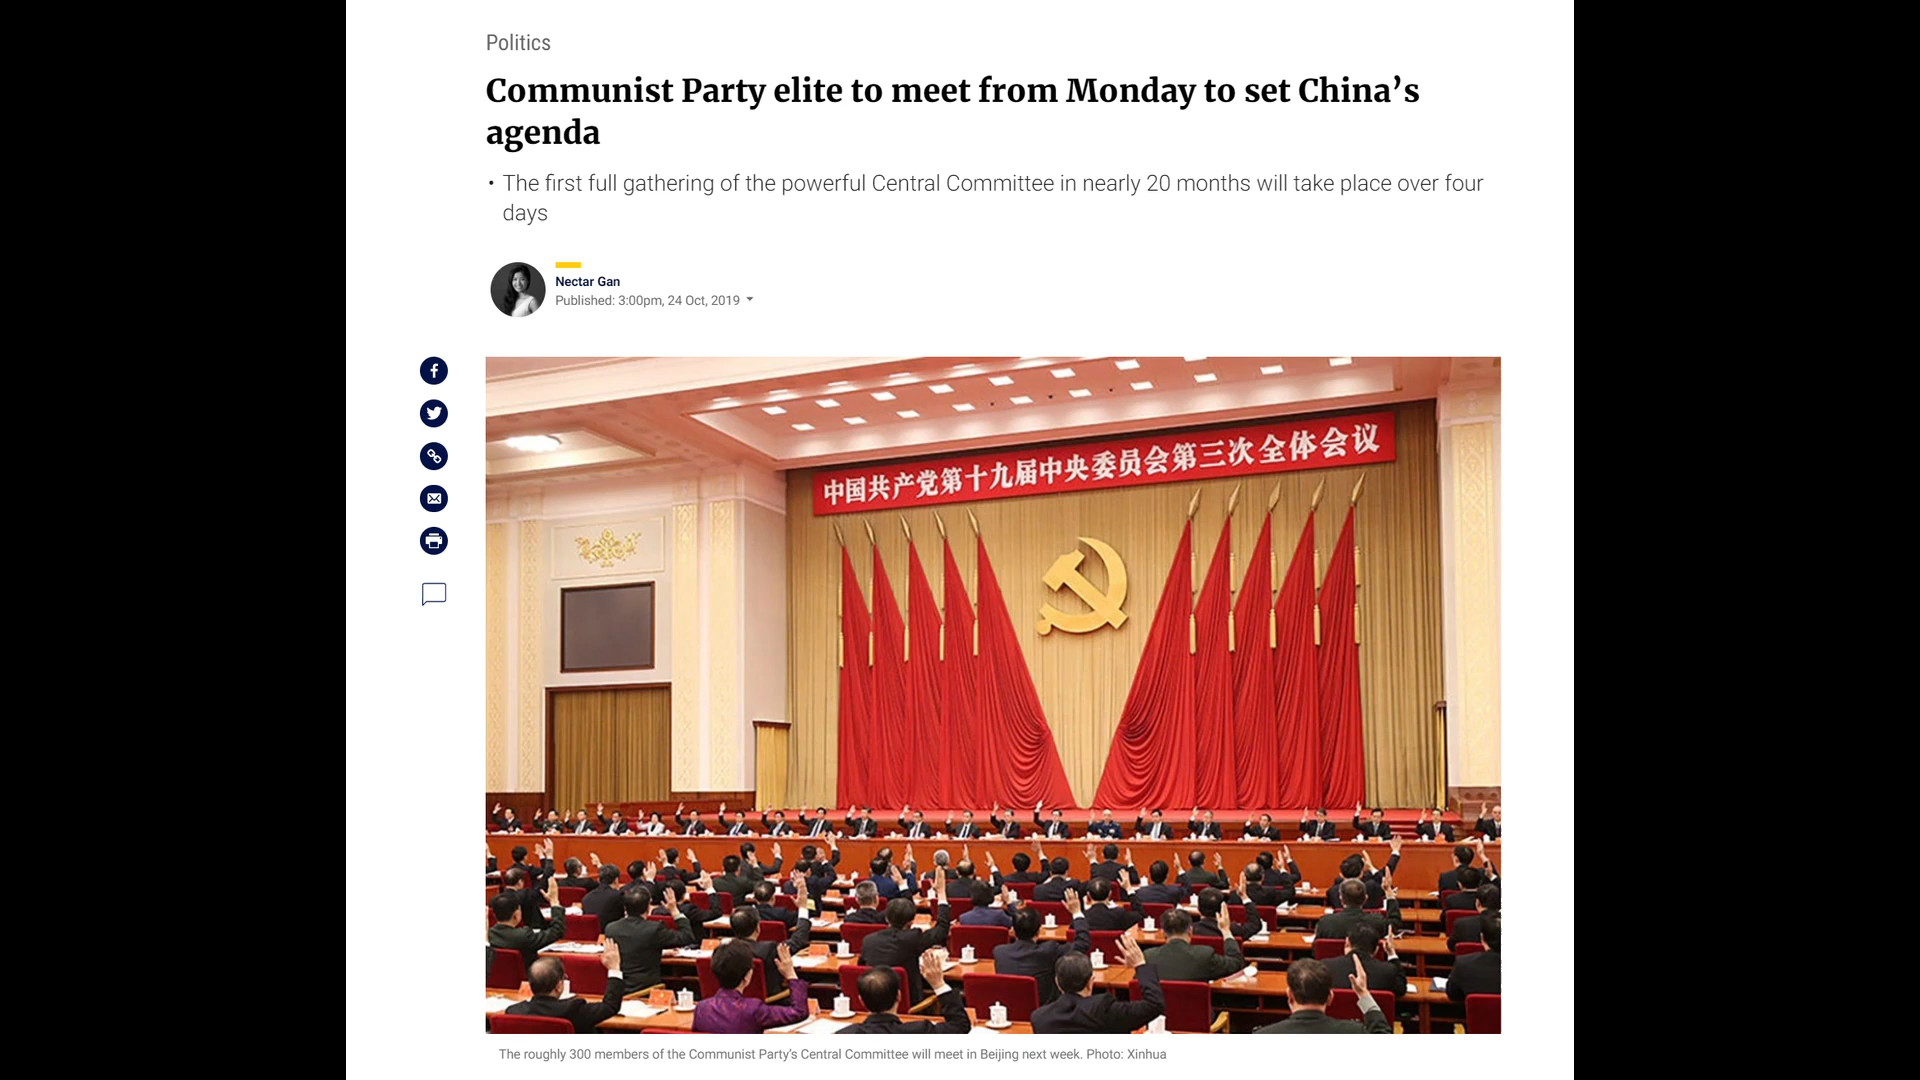 Politics
Communist Party elite to meet from Monday to set China’s
agenda
• The first full gathering of the powerful Central Committee in nearly 20 months will take place over four
days
Nectar Gan
Published: 3:00pm, 24 Oct, 2019
中国共产党第十九届中央委员会第三次全体会议
The roughly 300 members of the Communist Party’s Central Committee will meet in Beijing next week. Photo: Xinhua